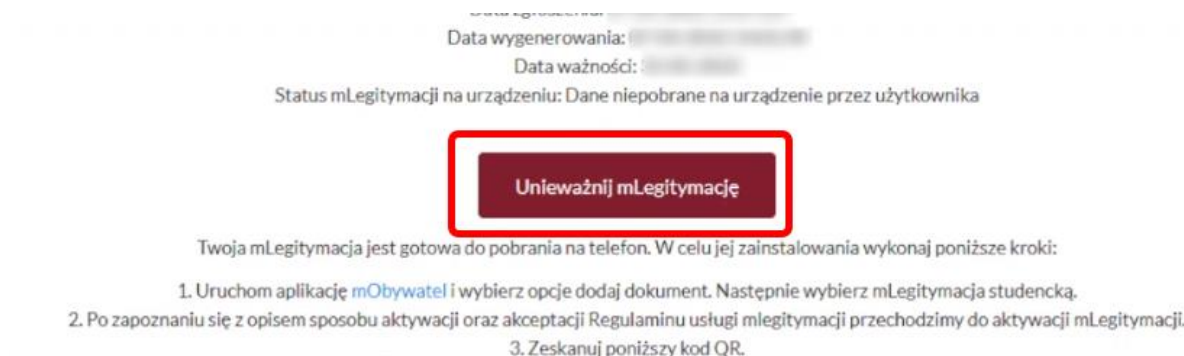 Data wygenerowania:
Data ważności:
Status mLegitymacji na urządzeniu: Dane niepobrane na urządzenie przez użytkownika
Unieważnij mLegitymację
Twoja mLegitymacja jest gotowa do pobrania na telefon. W celu jej zainstalowania wykonaj poniższe kroki:
1. Uruchom aplikację mObywatel i wybierz opcje dodaj dokument. Następnie wybierz mLegitymacja studencką.
2. Po zapoznaniu się z opisem sposobu aktywacji oraz akceptacji Regulaminu usługi mlegitymacji przechodzimy do aktywacji mLegitymacji.
3. Zeskanuj poniższy kod QR.